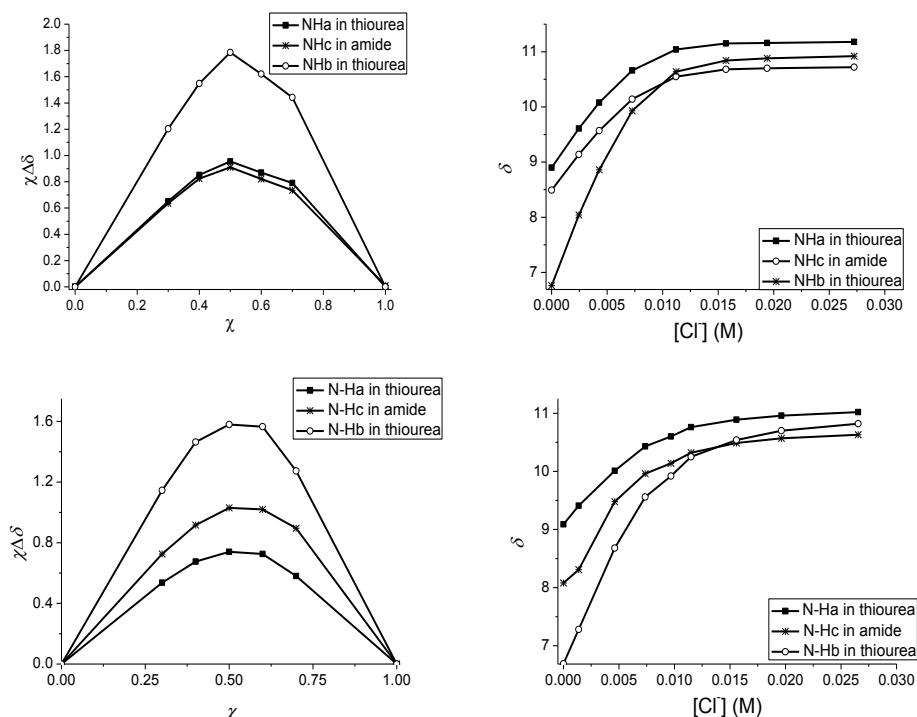 2.0
1.8
1.6
1.4
1.2
1.0
0.8
0.6
0.4
0.2
0.0
χΔδ
NHa in thiourea
NHc in amide
NHb in thiourea
0.0 0.2 0.4 0.6 0.8 1.0
χ
11
10
9
8
7
δ
NHa in thiourea
NHc in amide
NHb in thiourea
0.000 0.005 0.010 0.015 0.020 0.025 0.030
[Cl⁻] (M)
1.6
1.2
0.8
0.4
0.0
χΔδ
N-Ha in thiourea
N-Hc in amide
N-Hb in thiourea
0.00 0.25 0.50 0.75 1.00
χ
11
10
9
8
7
δ
N-Ha in thiourea
N-Hc in amide
N-Hb in thiourea
0.000 0.005 0.010 0.015 0.020 0.025 0.030
[Cl⁻] (M)